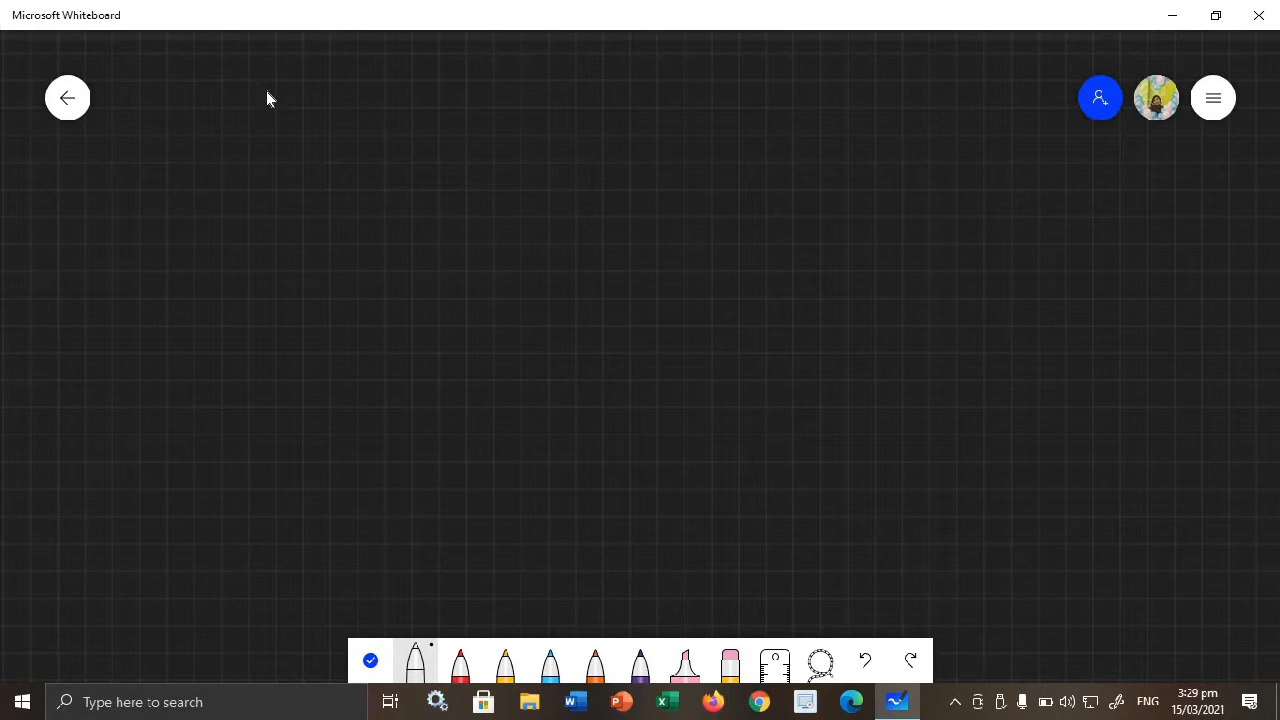 Microsoft Whiteboard
Type here to search
ENG
3:29 pm
15/03/2021